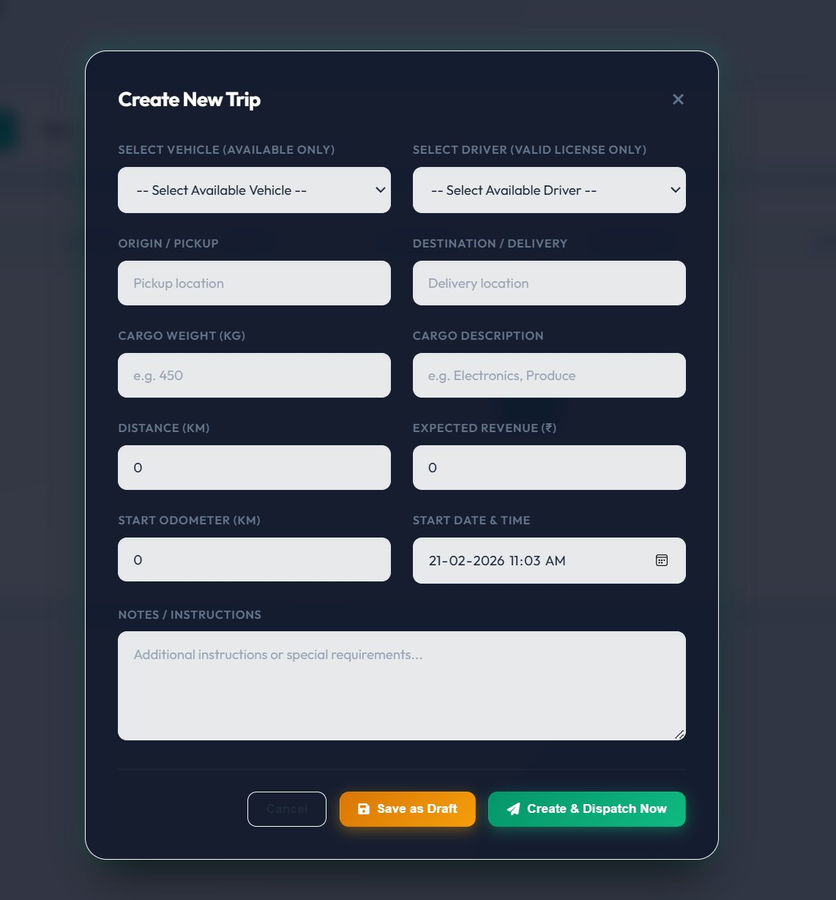 Create New Trip ×
SELECT VEHICLE (AVAILABLE ONLY) SELECT DRIVER (VALID LICENSE ONLY)
-- Select Available Vehicle -- -- Select Available Driver --
ORIGIN / PICKUP DESTINATION / DELIVERY
Pickup location Delivery location
CARGO WEIGHT (KG) CARGO DESCRIPTION
e.g. 450 e.g. Electronics, Produce
DISTANCE (KM) EXPECTED REVENUE (₹)
0 0
START ODOMETER (KM) START DATE & TIME
0 21-02-2026 11:03 AM
NOTES / INSTRUCTIONS
Additional instructions or special requirements...
Cancel Save as Draft Create & Dispatch Now